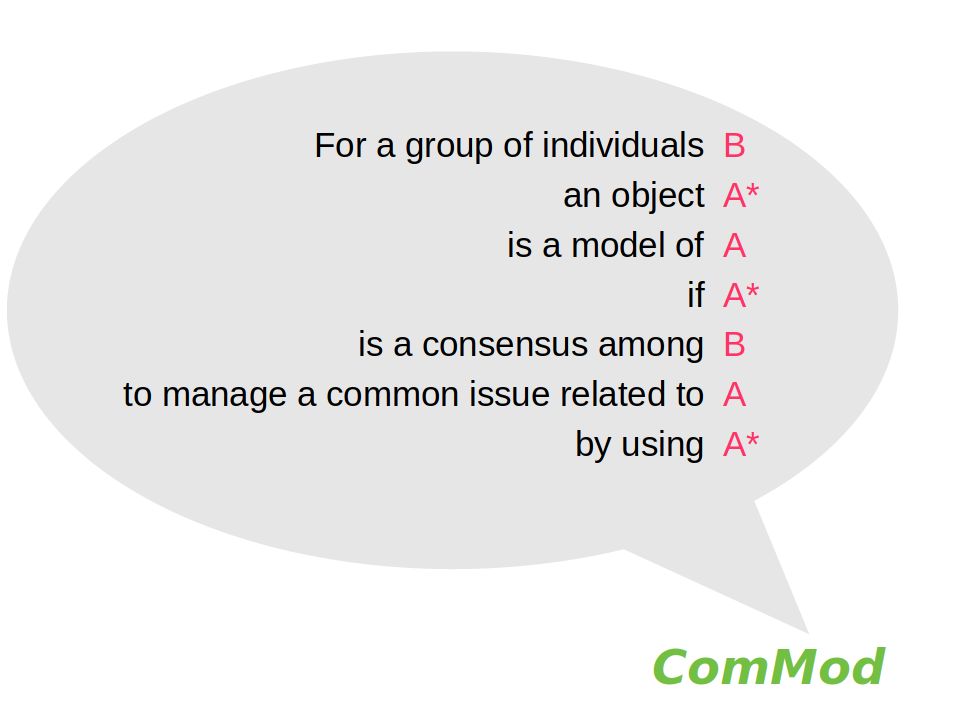 For a group of individuals B
an object A*
is a model of A
if A*
is a consensus among B
to manage a common issue related to A
by using A*
ComMod